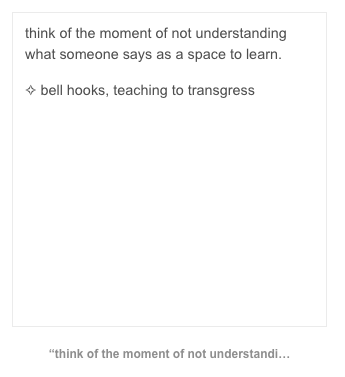 think of the moment of not understanding
what someone says as a space to learn.
✧ bell hooks, teaching to transgress
“think of the moment of not understandi…